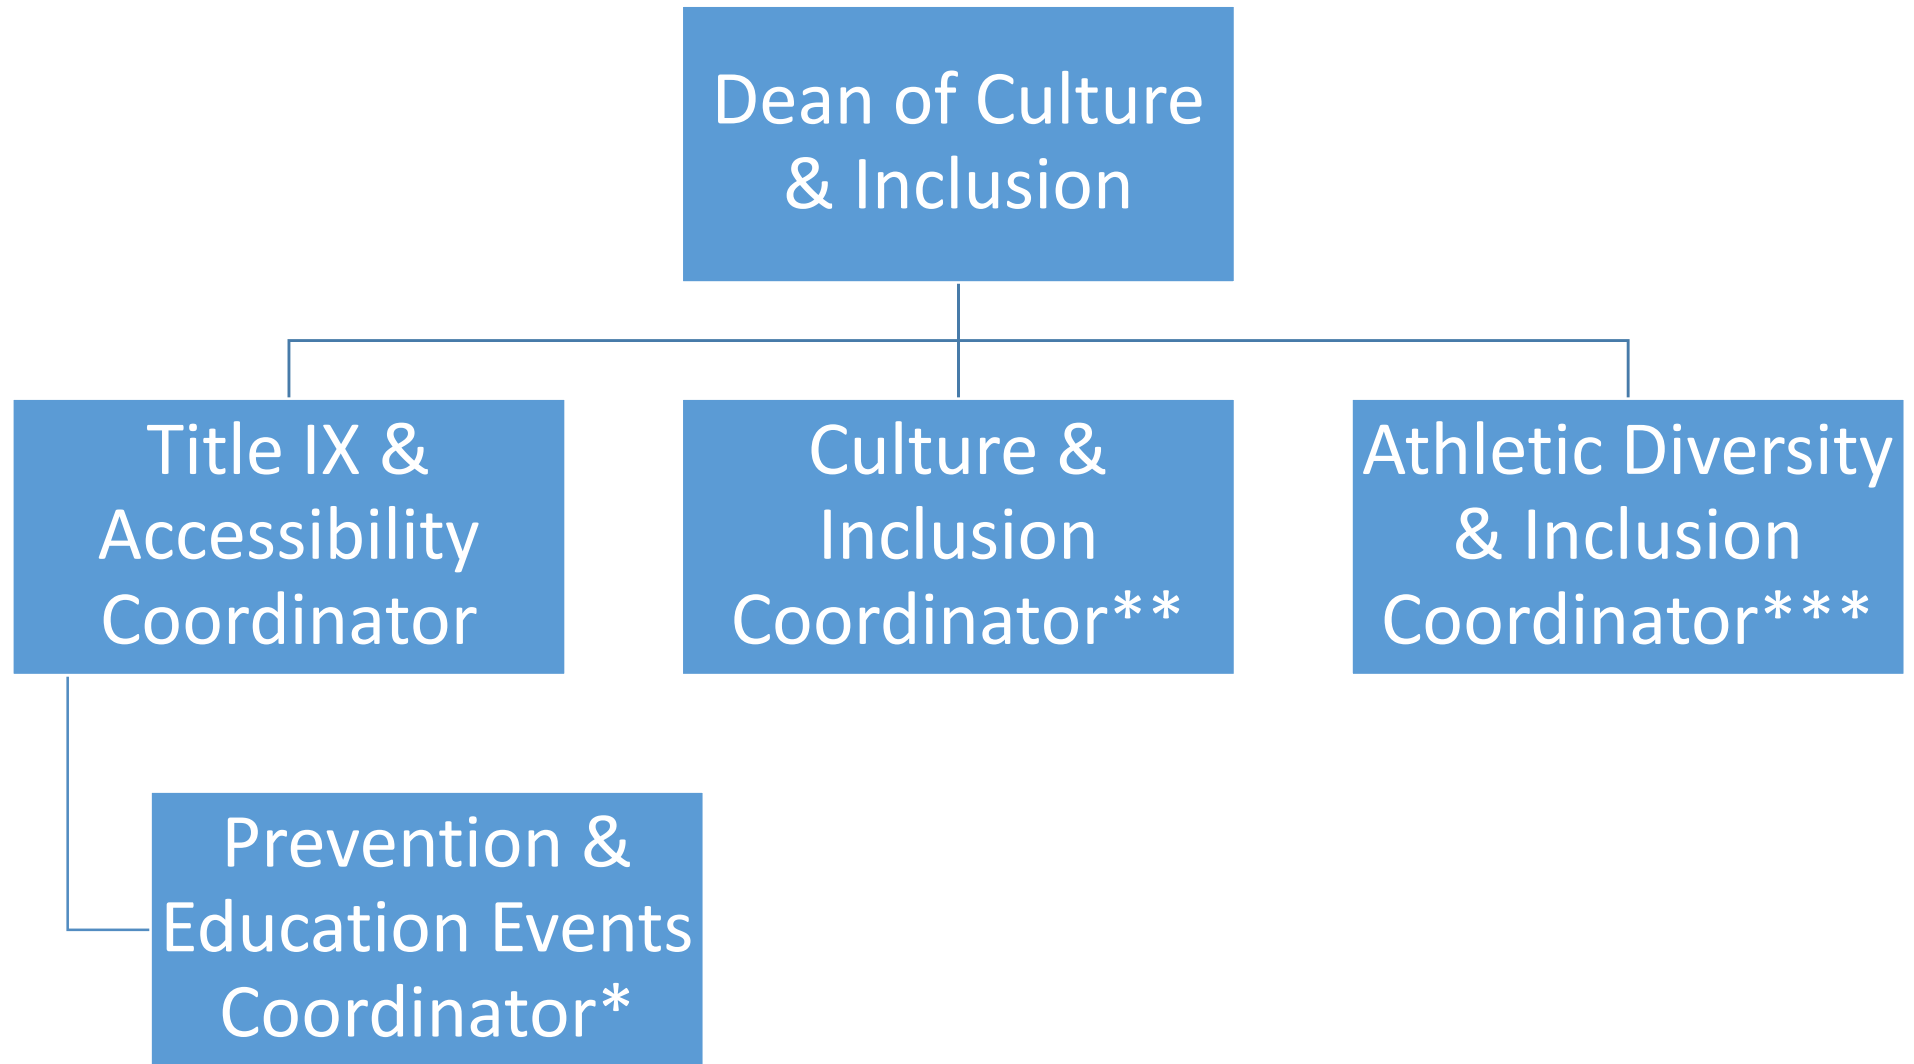 Dean of Culture
& Inclusion
Title IX &
Accessibility
Coordinator
Culture &
Inclusion
Coordinator**
Athletic Diversity
& Inclusion
Coordinator***
Prevention &
Education Events
Coordinator*